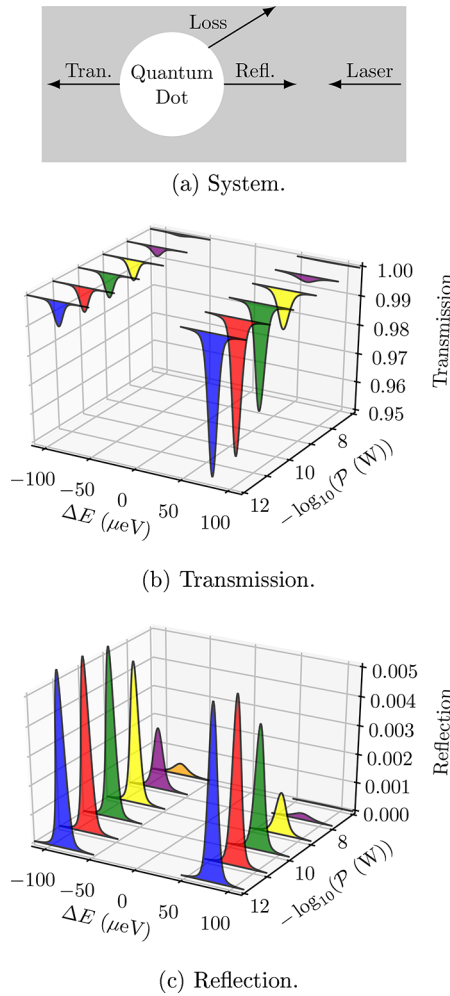 Loss
Tran.
Quantum
Dot
Refl.
Laser
(a) System.
1.00
0.99
0.98
0.97
0.96
0.95
Transmission
−100
−50
0
50
100
ΔE (μeV)
12
10
8
−log₁₀(𝒫 (W))
(b) Transmission.
0.005
0.004
0.003
0.002
0.001
0.000
Reflection
−100
−50
0
50
100
ΔE (μeV)
12
10
8
−log₁₀(𝒫 (W))
(c) Reflection.